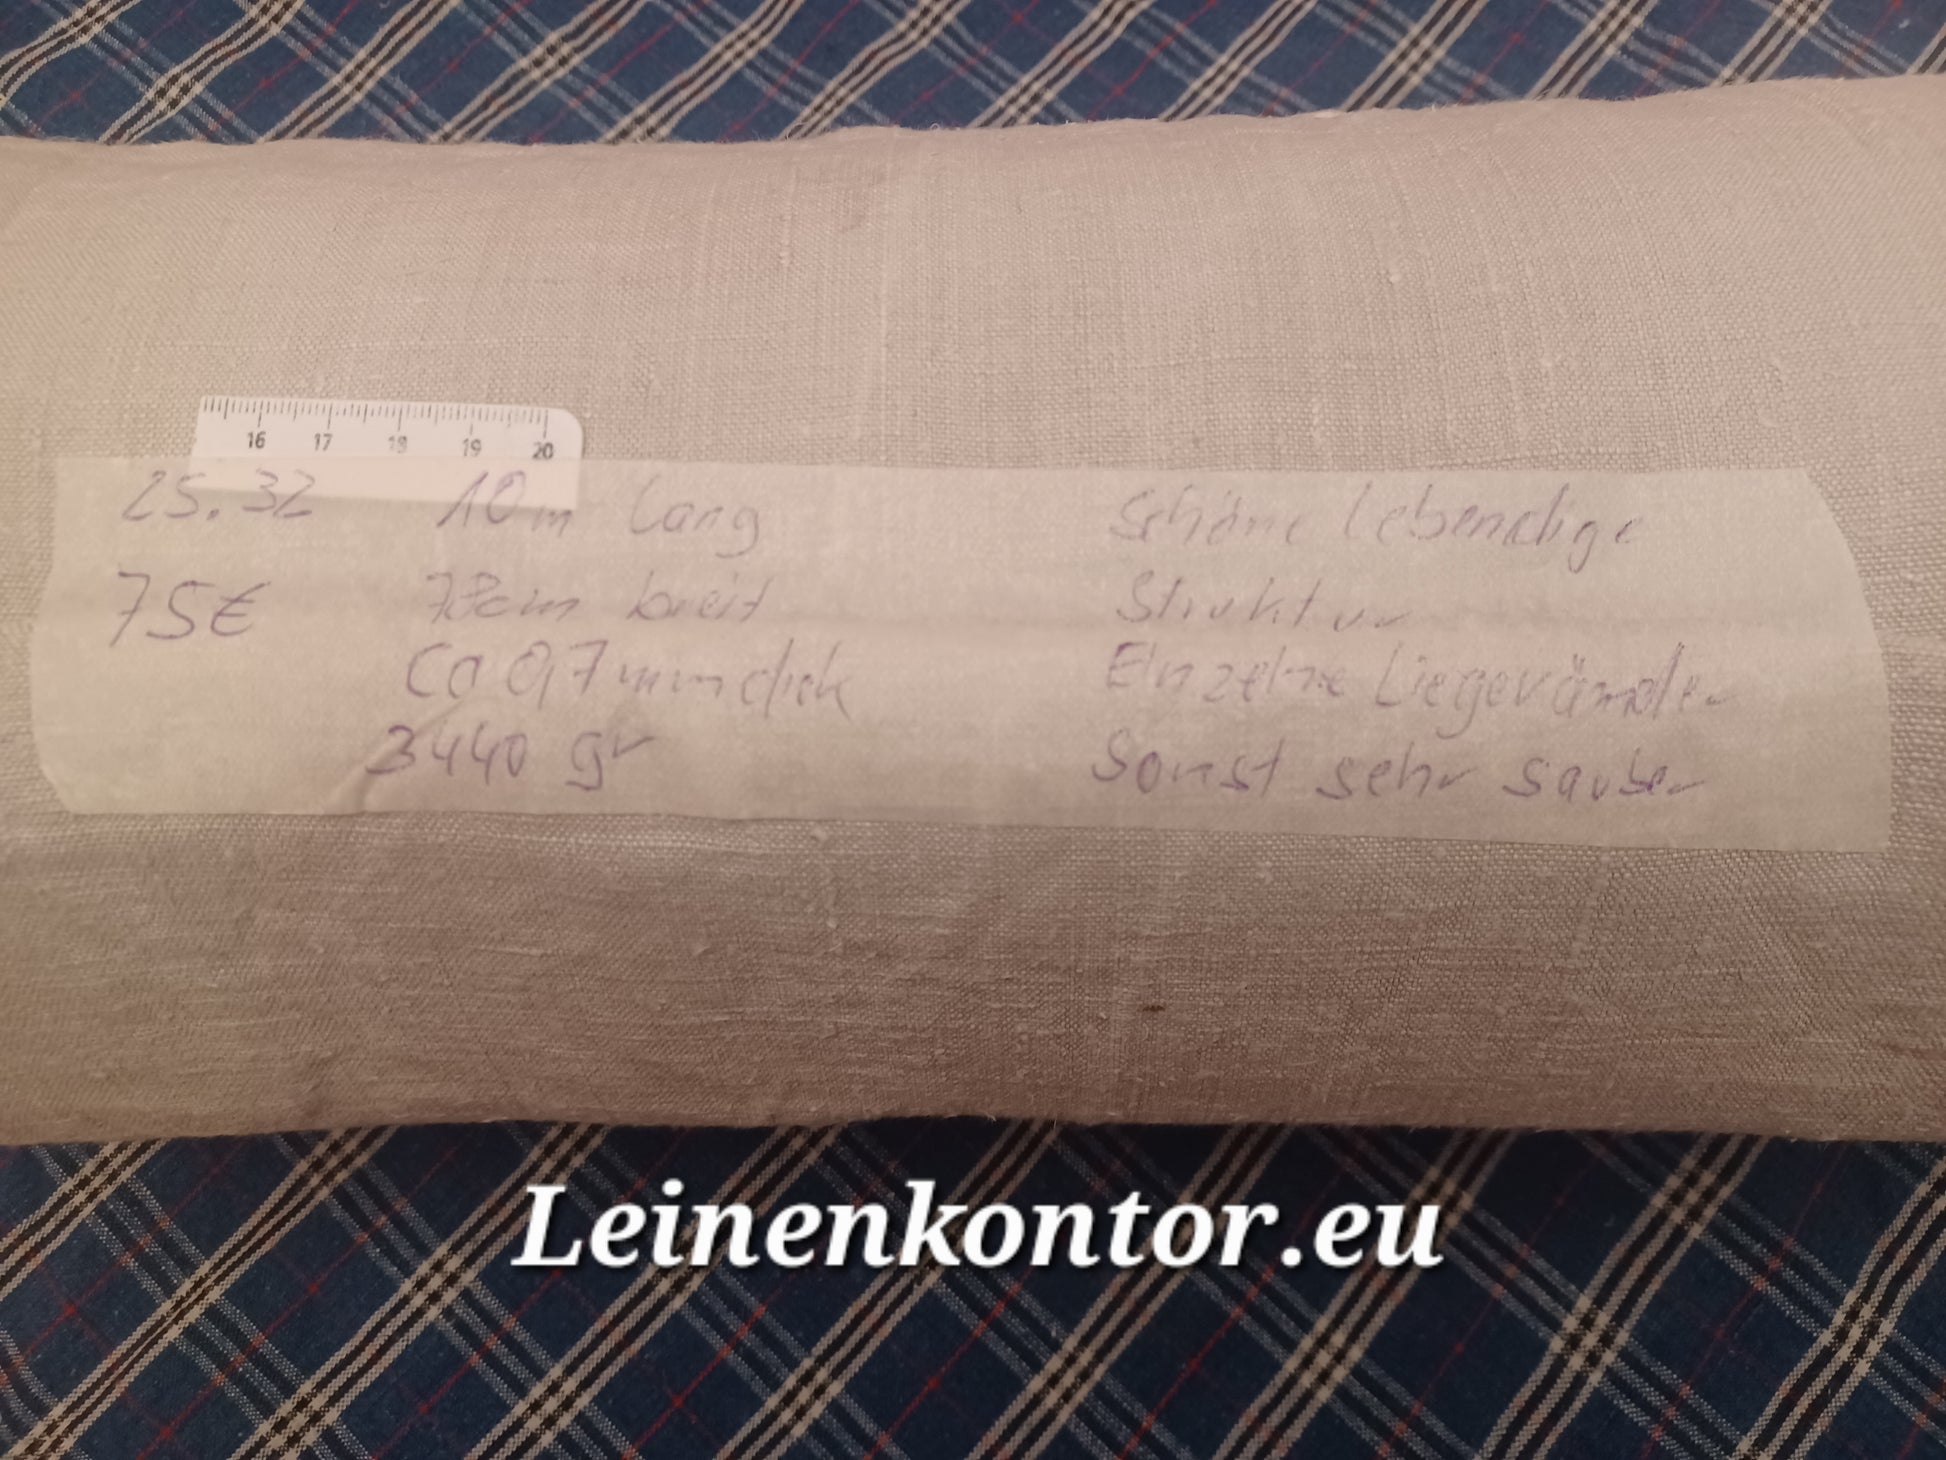 16 17 18 19 20
25.32 10m lang
75€ 78cm breit
Ca 0,7mm dick
3440 gr
Schöne lebendige
Struktur
Einzelne Liegeränder
Sonst sehr sauber
Leinenkontor.eu